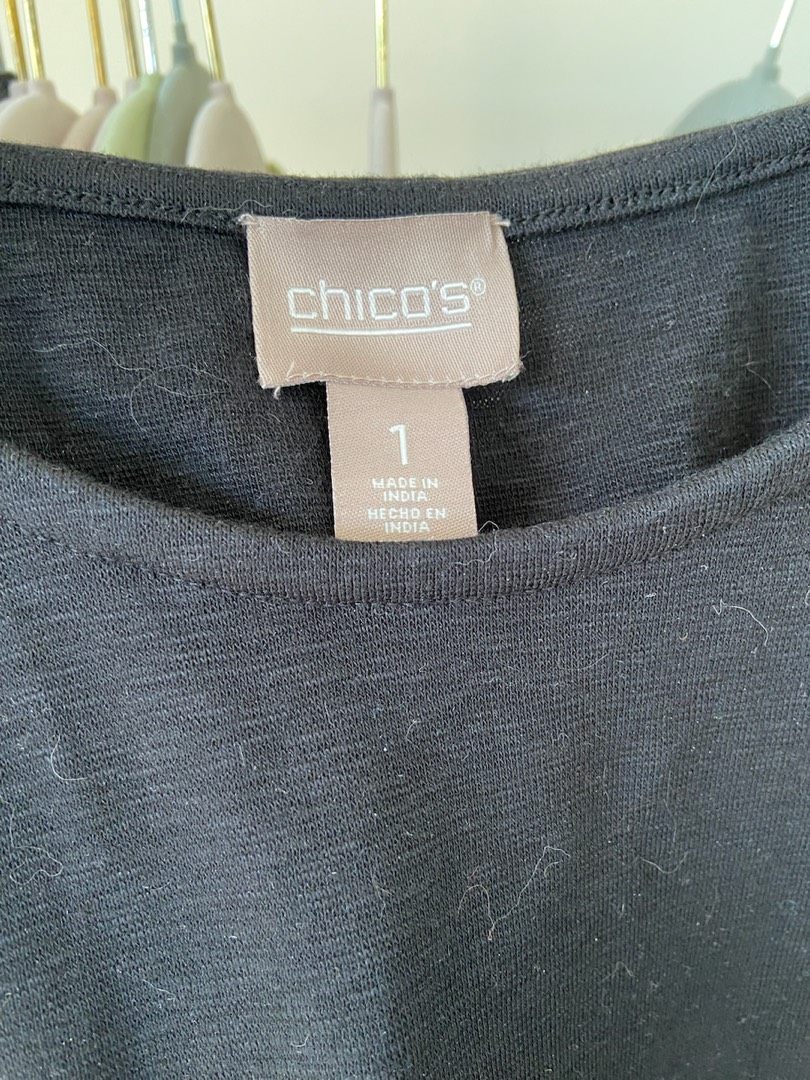 chico's®
1
MADE IN
INDIA
HECHO EN
INDIA